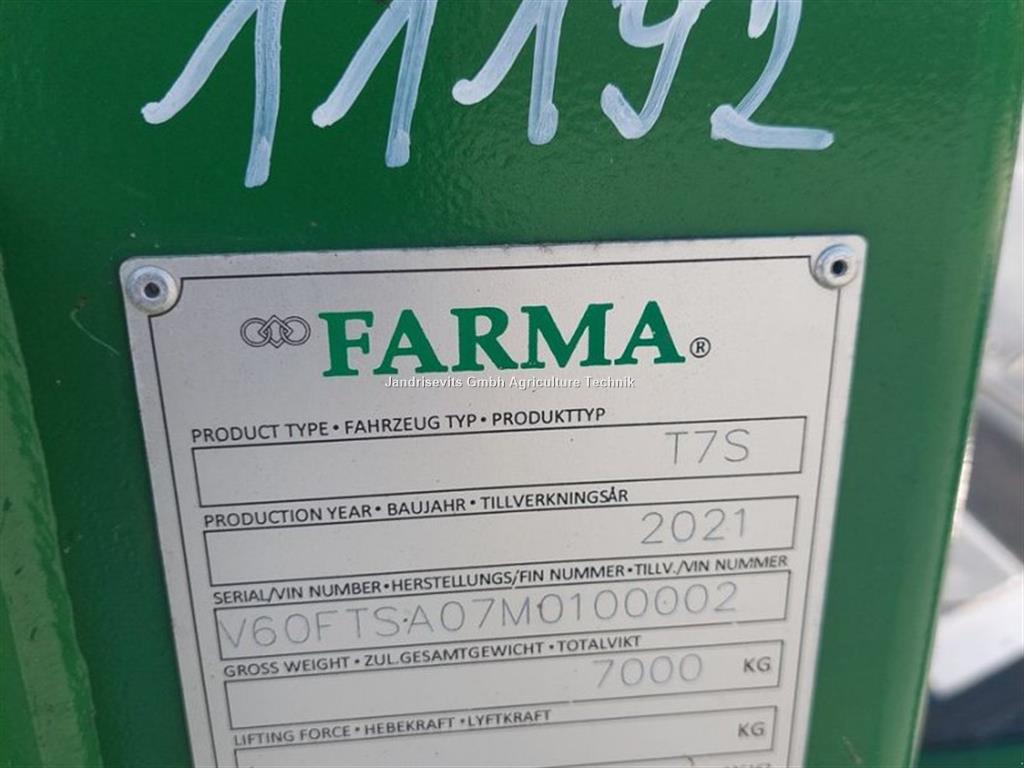 11192
FARMA®
Jandrisevits Gmbh Agriculture Technik
PRODUCT TYPE • FAHRZEUG TYP • PRODUKTTYP
T7S
PRODUCTION YEAR • BAUJAHR • TILLVERKNINGSÅR
2021
SERIAL/VIN NUMBER • HERSTELLUNGS/FIN NUMMER • TILLV./VIN NUMMER
V60FTSA07M0100002
GROSS WEIGHT • ZUL.GESAMTGEWICHT • TOTALVIKT
7000 KG
LIFTING FORCE • HEBEKRAFT • LYFTKRAFT
KG